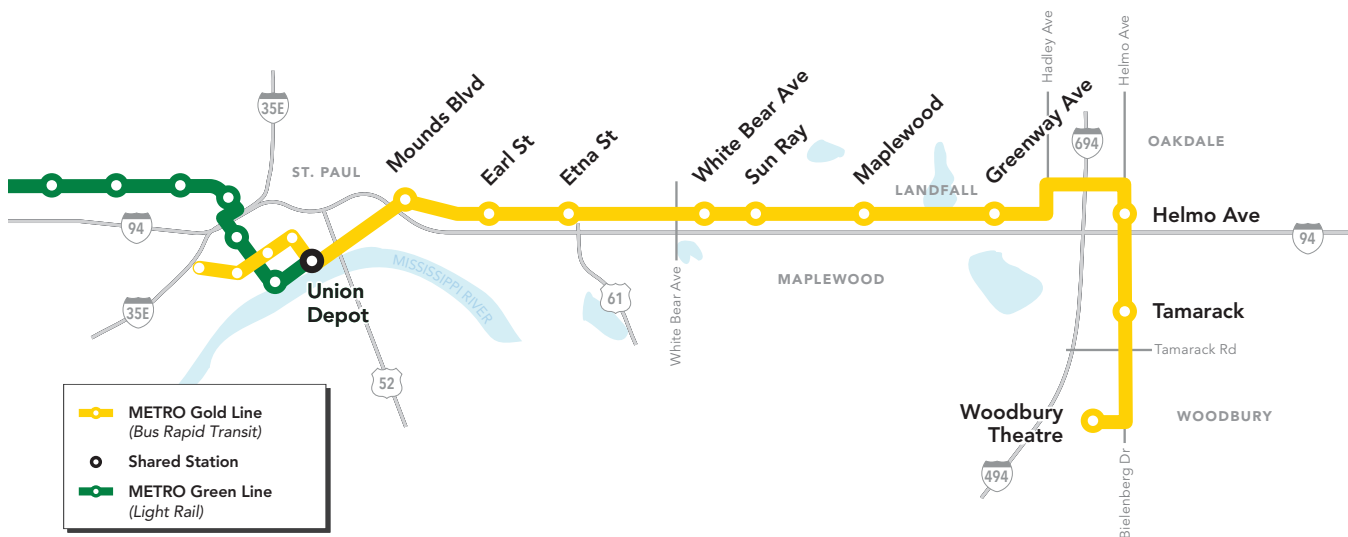 Hadley Ave
Helmo Ave
35E
Mounds Blvd
Earl St
Etna St
White Bear Ave
Sun Ray
Maplewood
Greenway Ave
694
OAKDALE
ST. PAUL
LANDFALL
94
Helmo Ave
94
MISSISSIPPI RIVER
MAPLEWOOD
Union
Depot
35E
61
White Bear Ave
Tamarack
Tamarack Rd
52
Woodbury
Theatre
WOODBURY
494
Bielenberg Dr
METRO Gold Line
(Bus Rapid Transit)
Shared Station
METRO Green Line
(Light Rail)